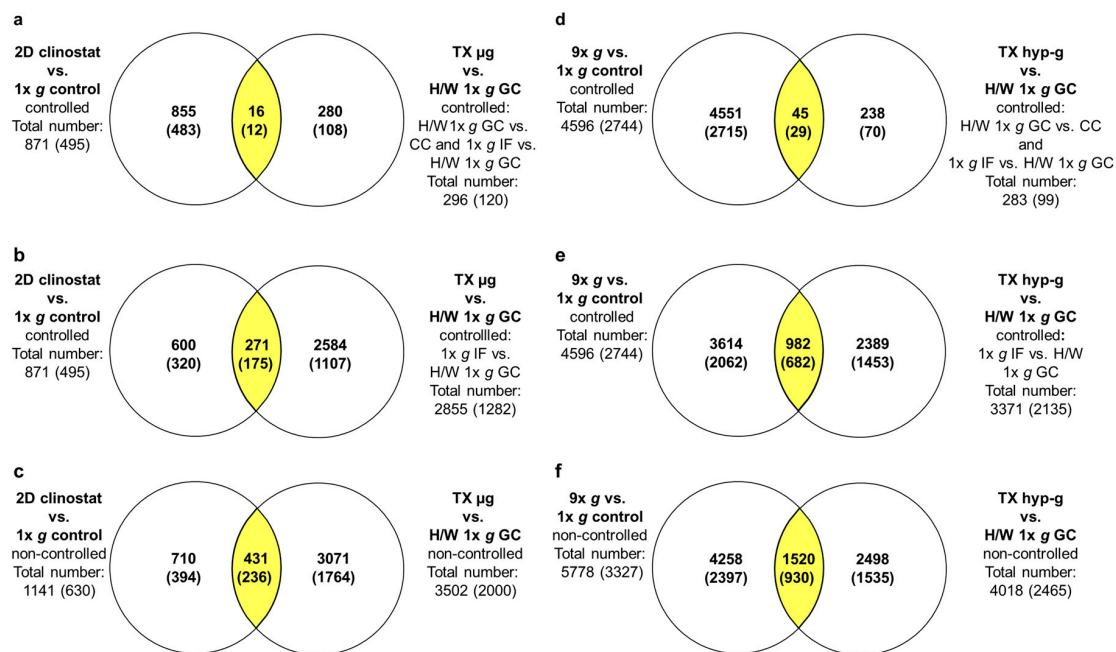 a
2D clinostat
vs.
1x g control
controlled
Total number:
871 (495)
855
(483)
16
(12)
280
(108)
TX µg
vs.
H/W 1x g GC
controlled:
H/W 1x g GC vs.
CC and 1x g IF vs.
H/W 1x g GC
Total number:
296 (120)
b
2D clinostat
vs.
1x g control
controlled
Total number:
871 (495)
600
(320)
271
(175)
2584
(1107)
TX µg
vs.
H/W 1x g GC
controlled:
1x g IF vs.
H/W 1x g GC
Total number:
2855 (1282)
c
2D clinostat
vs.
1x g control
non-controlled
Total number:
1141 (630)
710
(394)
431
(236)
3071
(1764)
TX µg
vs.
H/W 1x g GC
non-controlled
Total number:
3502 (2000)
d
9x g vs.
1x g control
controlled
Total number:
4596 (2744)
4551
(2715)
45
(29)
238
(70)
TX hyp-g
vs.
H/W 1x g GC
controlled:
H/W 1x g GC vs. CC
and
1x g IF vs. H/W 1x g GC
Total number:
283 (99)
e
9x g vs.
1x g control
controlled
Total number:
4596 (2744)
3614
(2062)
982
(682)
2389
(1453)
TX hyp-g
vs.
H/W 1x g GC
controlled:
1x g IF vs. H/W
1x g GC
Total number:
3371 (2135)
f
9x g vs.
1x g control
non-controlled
Total number:
5778 (3327)
4258
(2397)
1520
(930)
2498
(1535)
TX hyp-g
vs.
H/W 1x g GC
non-controlled
Total number:
4018 (2465)